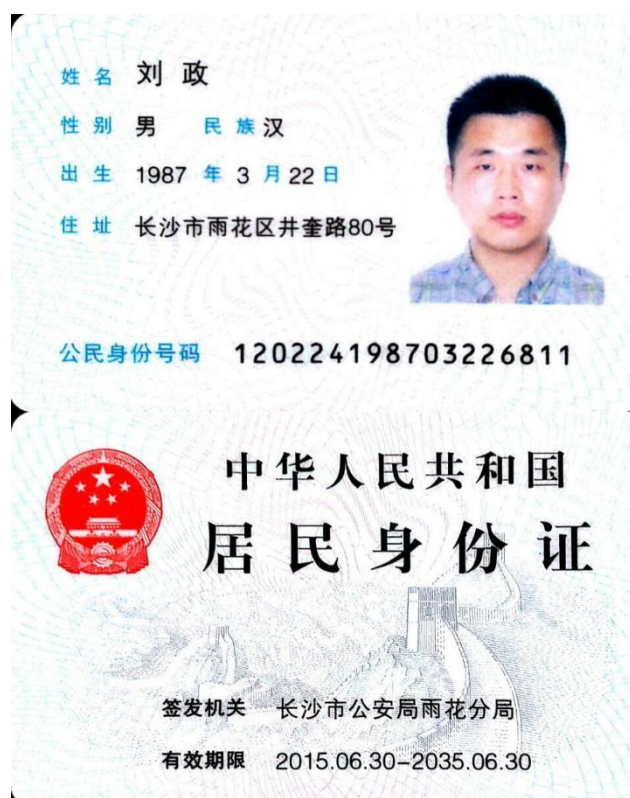 姓名 刘政
性别 男 民族 汉
出生 1987 年 3 月 22 日
住址 长沙市雨花区井奎路80号
公民身份号码 120224198703226811
中华人民共和国
居民身份证
签发机关 长沙市公安局雨花分局
有效期限 2015.06.30-2035.06.30